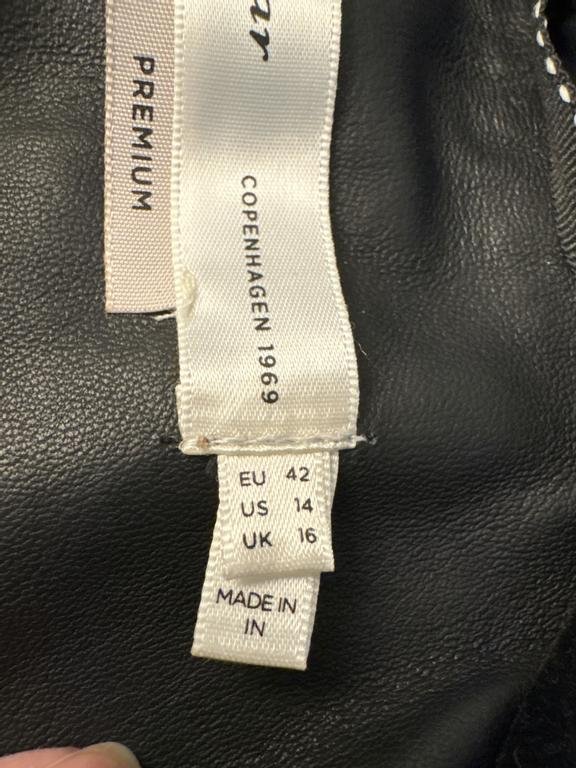 PREMIUM
COPENHAGEN 1969
EU 42
US 14
UK 16
MADE IN
IN